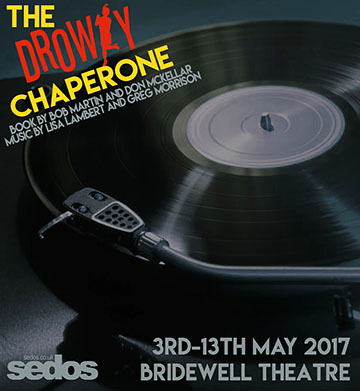 THE
DROWSY
CHAPERONE
BOOK BY BOB MARTIN AND DON MCKELLAR
MUSIC BY LISA LAMBERT AND GREG MORRISON
3RD-13TH MAY 2017
BRIDEWELL THEATRE
sedos.co.uk
sedos